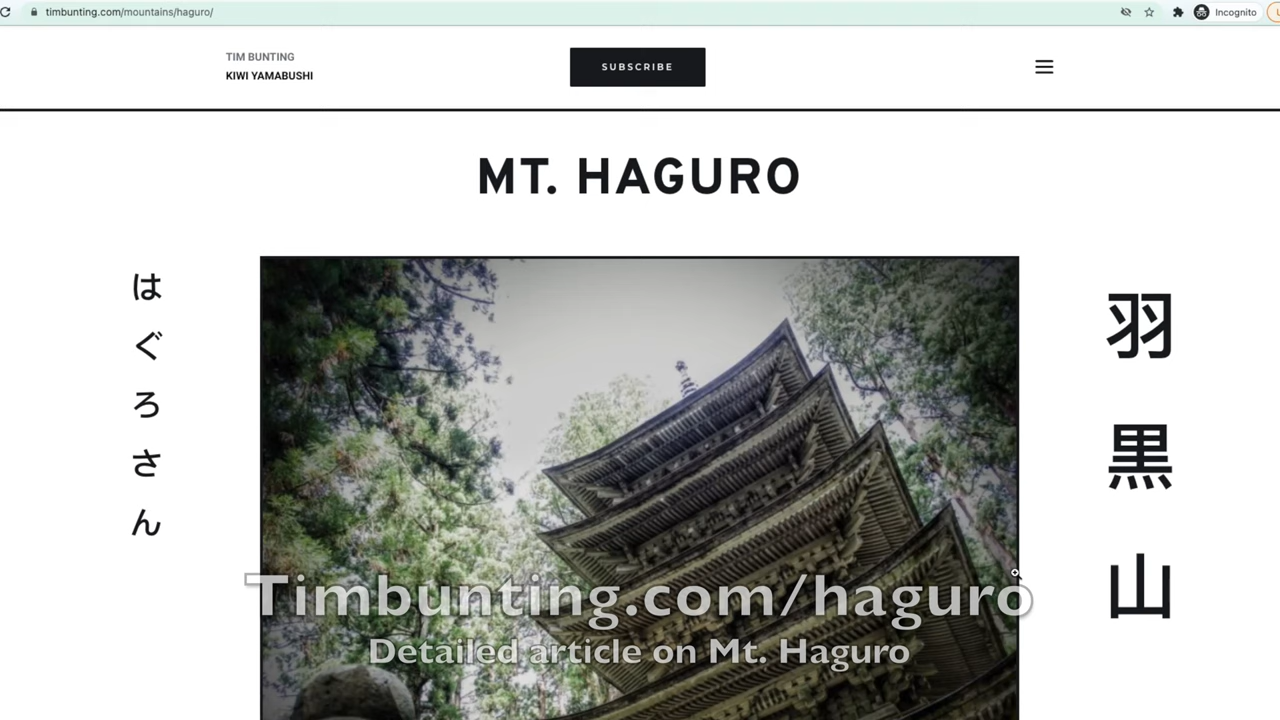 timbunting.com/mountains/haguro/
Incognito
TIM BUNTING
KIWI YAMABUSHI
SUBSCRIBE
MT. HAGURO
はぐろさん
羽黒山
Timbunting.com/haguro
Detailed article on Mt. Haguro